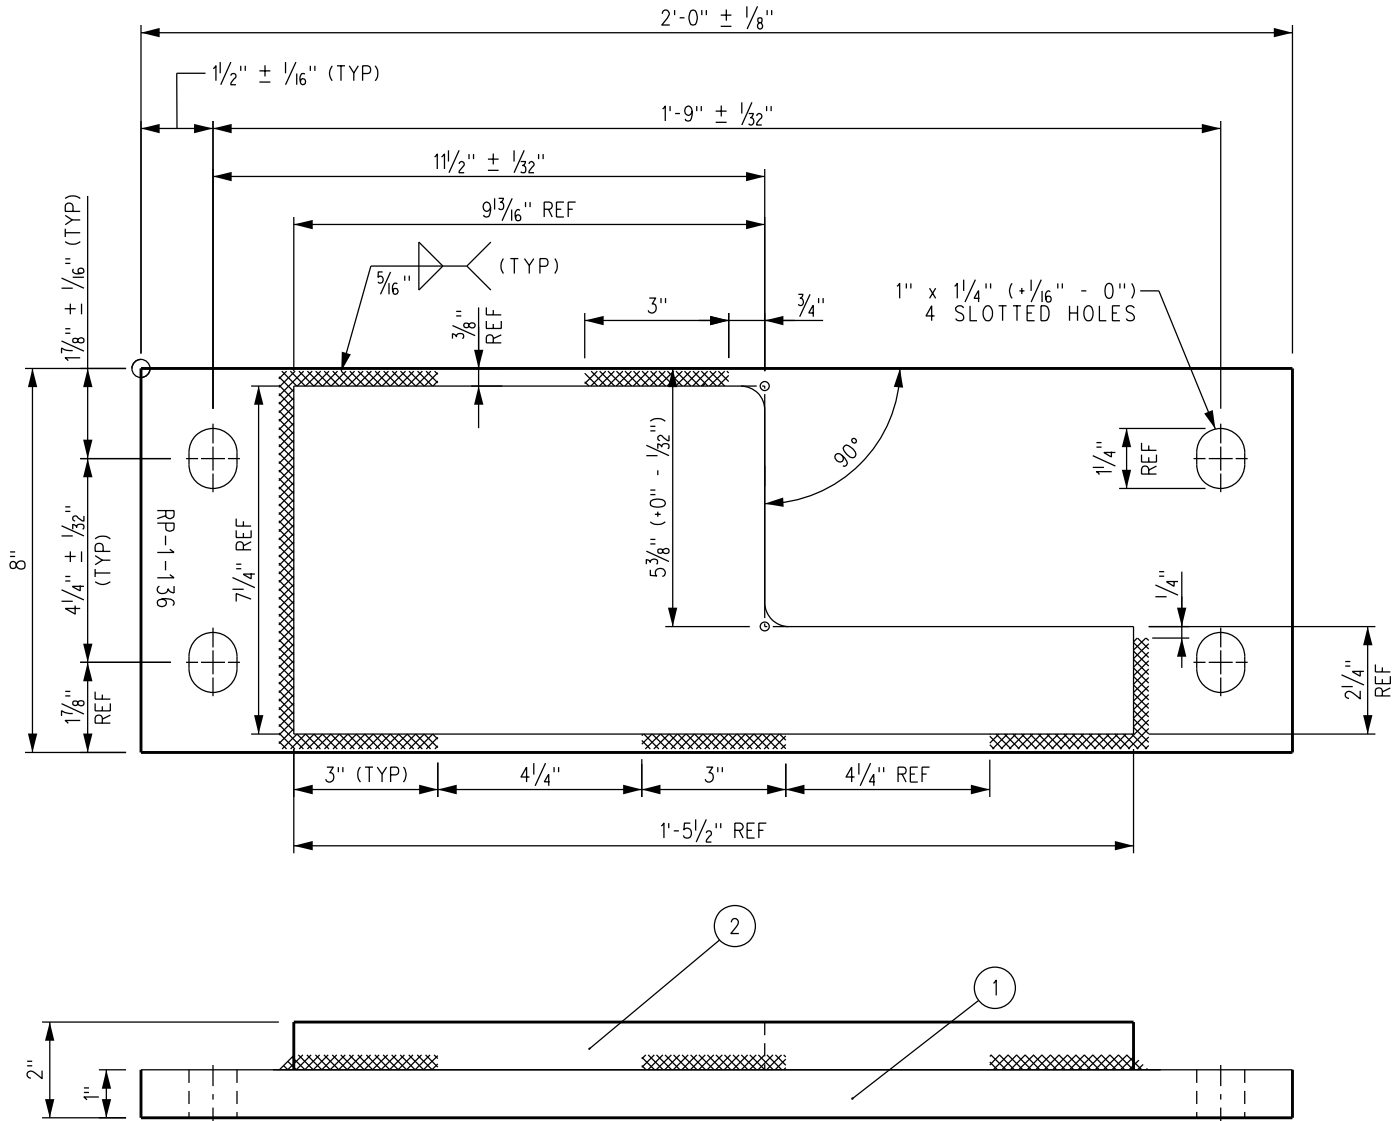 2'-0" ± 1/8"
1 1/2" ± 1/16" (TYP)
1'-9" ± 1/32"
11 1/2" ± 1/32"
9 13/16" REF
1 7/8" ± 1/16" (TYP)
5/16"
(TYP)
3/8"
REF
3"
3/4"
1" x 1 1/4" (+1/16" - 0")
4 SLOTTED HOLES
8"
4 1/4" ± 1/32"
(TYP)
1 7/8"
REF
RP-1-136
7 1/4" REF
5 3/8" (+0" - 1/32")
90°
1 1/4"
REF
1/4"
2 1/4"
REF
3" (TYP)
4 1/4"
3"
4 1/4" REF
1'-5 1/2" REF
2
1
2"
1"